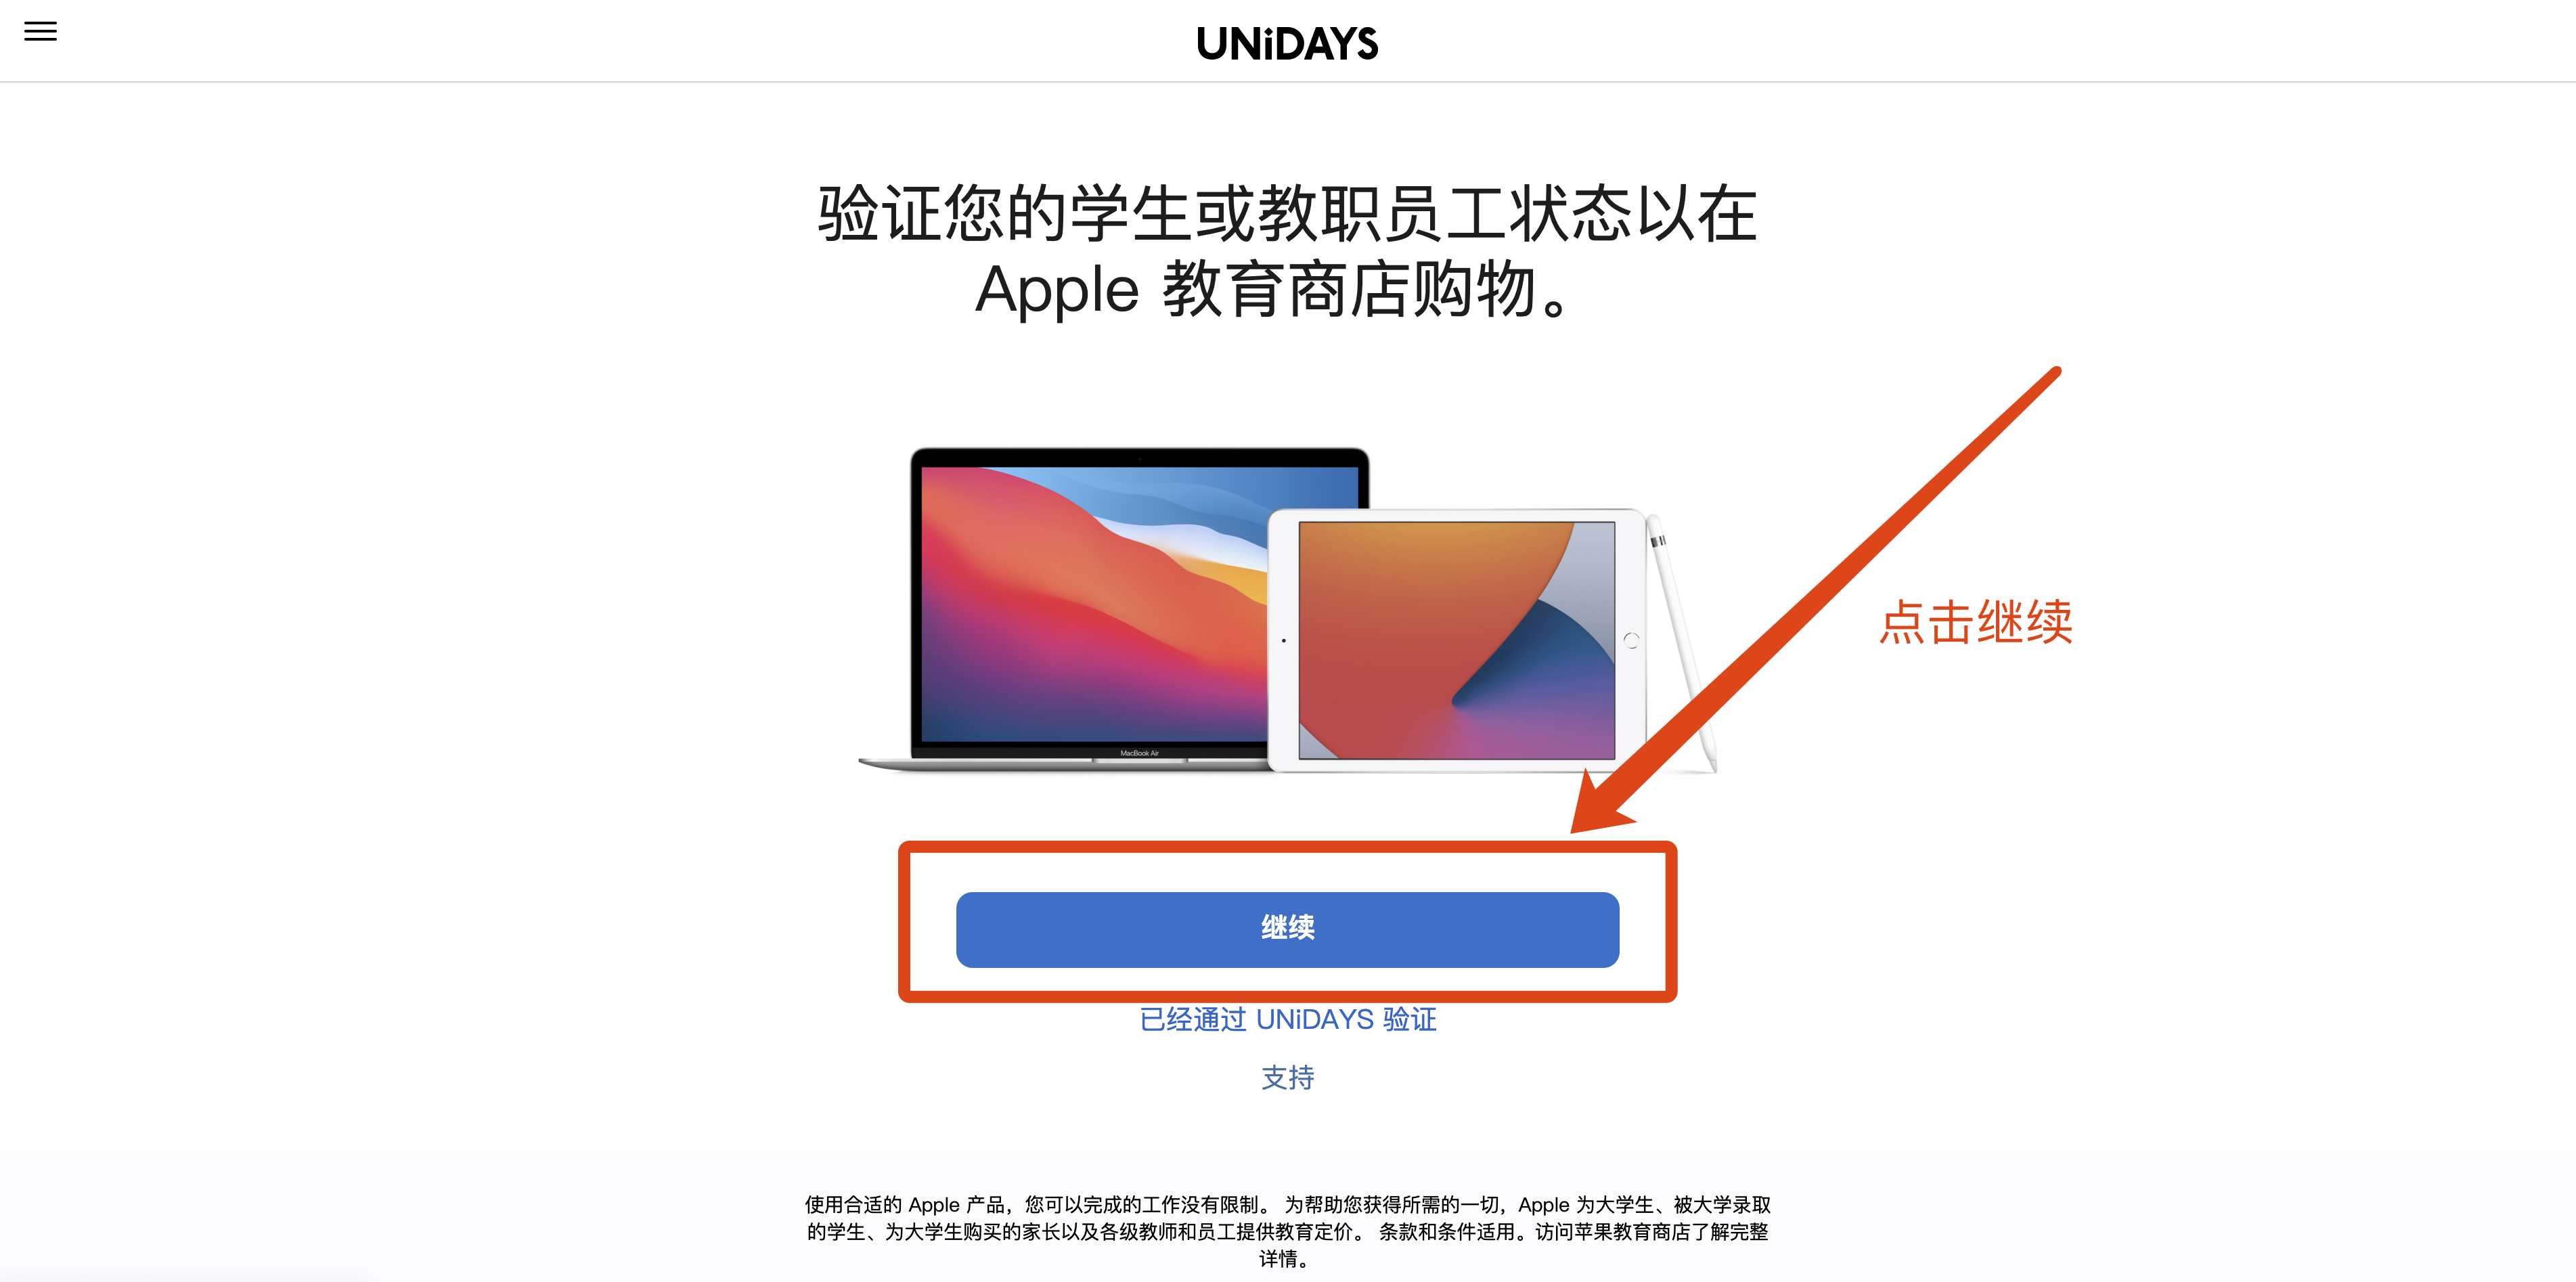 UNiDAYS
验证您的学生或教职员工状态以在
Apple 教育商店购物。
MacBook Air
点击继续
继续
已经通过 UNiDAYS 验证
支持
使用合适的 Apple 产品，您可以完成的工作没有限制。 为帮助您获得所需的一切，Apple 为大学生、被大学录取
的学生、为大学生购买的家长以及各级教师和员工提供教育定价。 条款和条件适用。访问苹果教育商店了解完整
详情。